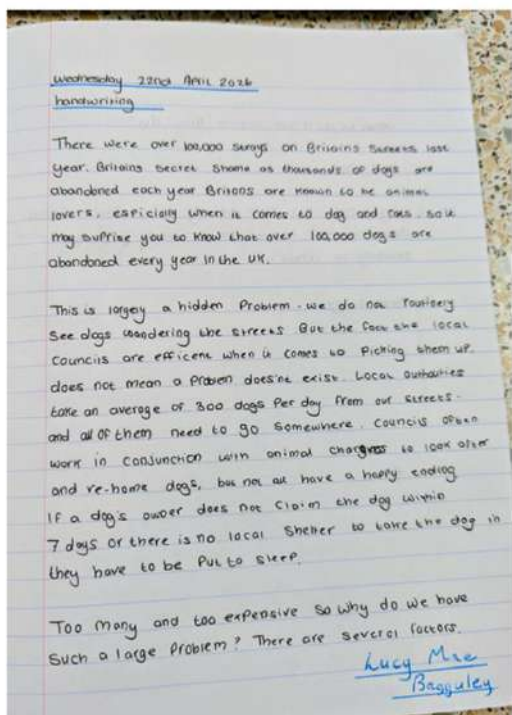 Wednesday 22nd April 2026
handwriting
There were over 100,000 strays on Britains streets last
year. Britains secret shame as thousands of dogs are
abandoned each year Britons are known to be animal
lovers, espicially when it comes to dog and cats. so it
may suprise you to know that over 100,000 dogs are
abandoned every year in the UK.
This is largely a hidden Problem. we do not routinery
see dogs wandering the streets But the fact the local
Councils are efficent when it comes to Picking them up.
does not mean a problem does'nt exist. Local authorities
take an average of 300 dogs Per day from our streets.
and all of them need to go Somewhere. Councils often
work in Conjunction with animal to look after
and re-home dogs, but not all have a happy ending
If a dog's owner does not Claim the dog within
7 days or there is no local Shelter to take the dog in
they have to be Put to sleep.
Too many and too expensive so why do we have
Such a large Problem? There are several factors.
Lucy Mae
Bagguley